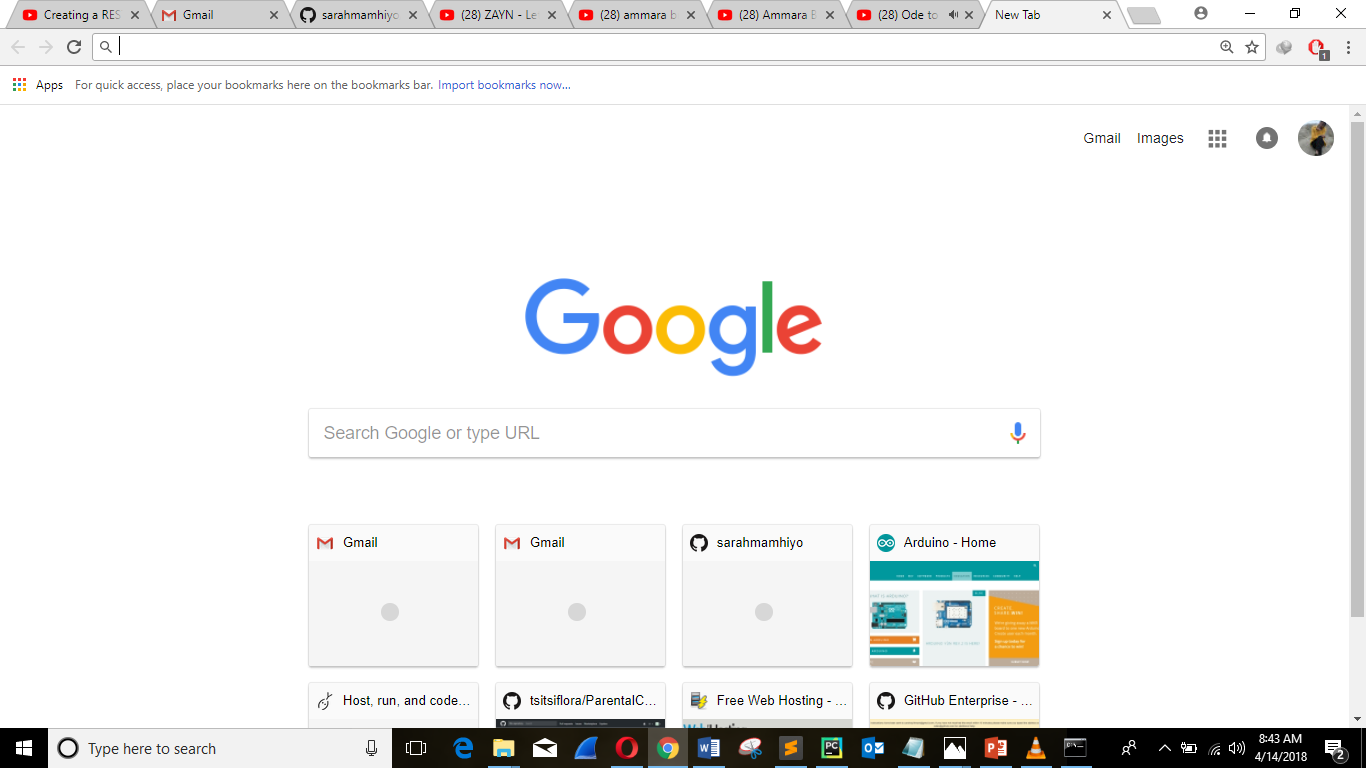 Creating a RES
Gmail
sarahmamhiyo
(28) ZAYN - Le
(28) ammara b
(28) Ammara B
(28) Ode to
New Tab
1
Apps
For quick access, place your bookmarks here on the bookmarks bar. Import bookmarks now...
Gmail
Images
Google
Search Google or type URL
Gmail
Gmail
sarahmamhiyo
Arduino - Home
Host, run, and code...
tsitsiflora/ParentalC...
Free Web Hosting - ...
GitHub Enterprise - ...
Type here to search
8:43 AM
4/14/2018
2